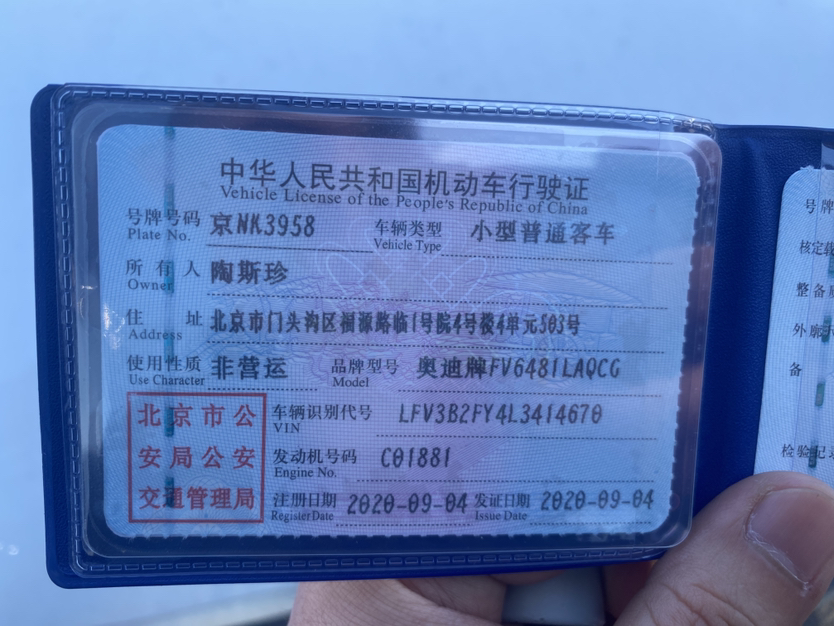 中华人民共和国机动车行驶证
Vehicle License of the People's Republic of China
号牌号码 京NK3958 车辆类型 小型普通客车
Plate No. Vehicle Type
所有人 陶斯珍
Owner
住址 北京市门头沟区福源路临1号院4号楼4单元503号
Address
使用性质 非营运 品牌型号 奥迪牌FV6481LAQCG
Use Character Model
北京市公
安局公安
交通管理局
车辆识别代号 LFV3B2FY4L3414670
VIN
发动机号码 C01881
Engine No.
注册日期 2020-09-04 发证日期 2020-09-04
Register Date Issue Date
号牌
核定载
整备
外廓
备
检验记